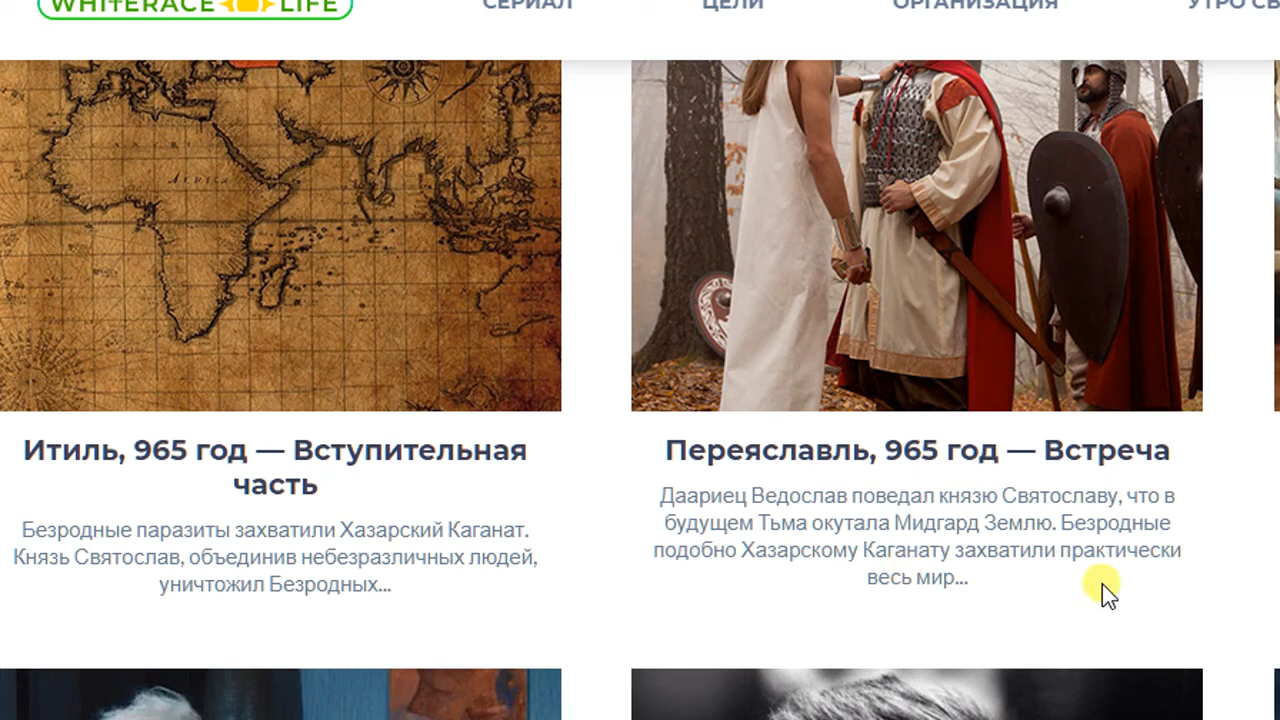 WHITERACE LIFE
СЕРИАЛ
ЦЕЛИ
ОРГАНИЗАЦИЯ
УТРО
Africa
Итиль, 965 год — Вступительная
часть
Безродные паразиты захватили Хазарский Каганат.
Князь Святослав, объединив небезразличных людей,
уничтожил Безродных...
Переяславль, 965 год — Встреча
Даариец Ведослав поведал князю Святославу, что в
будущем Тьма окутала Мидгард Землю. Безродные
подобно Хазарскому Каганату захватили практически
весь мир...